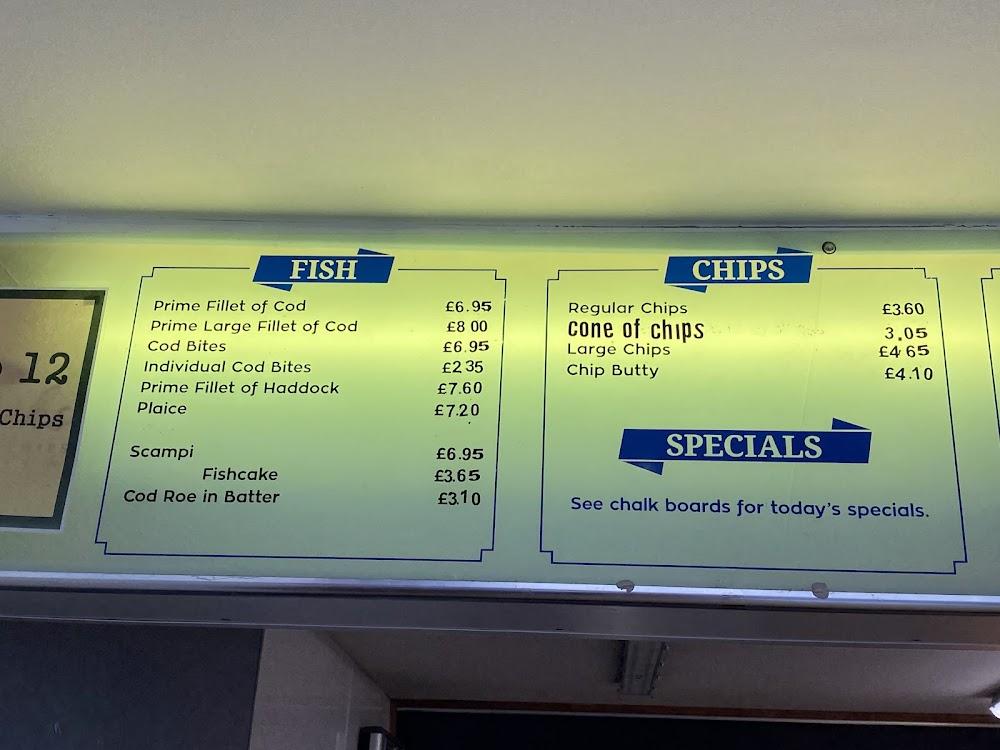 12
Chips
FISH
Prime Fillet of Cod £6.95
Prime Large Fillet of Cod £8 00
Cod Bites £6.95
Individual Cod Bites £2 35
Prime Fillet of Haddock £7.60
Plaice £7.20
Scampi £6.95
Fishcake £3.65
Cod Roe in Batter £3.10
CHIPS
Regular Chips £3.60
Cone of chips 3.05
Large Chips £4 65
Chip Butty £4.10
SPECIALS
See chalk boards for today's specials.